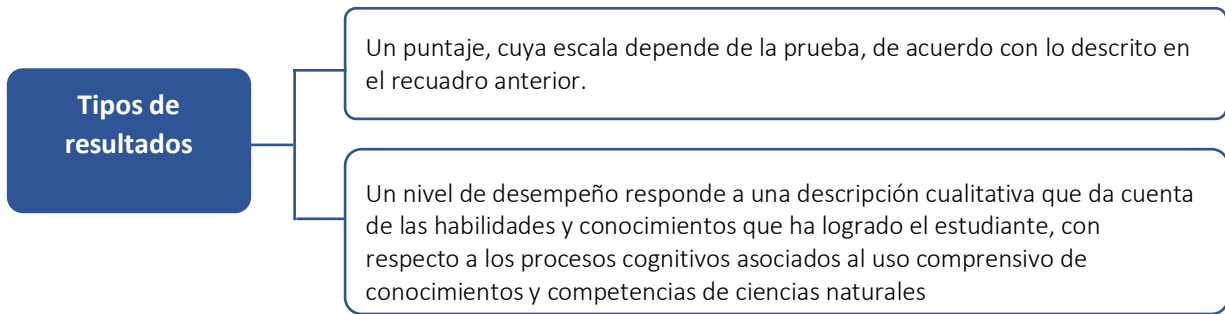 Tipos de
resultados
Un puntaje, cuya escala depende de la prueba, de acuerdo con lo descrito en
el recuadro anterior.
Un nivel de desempeño responde a una descripción cualitativa que da cuenta
de las habilidades y conocimientos que ha logrado el estudiante, con
respecto a los procesos cognitivos asociados al uso comprensivo de
conocimientos y competencias de ciencias naturales